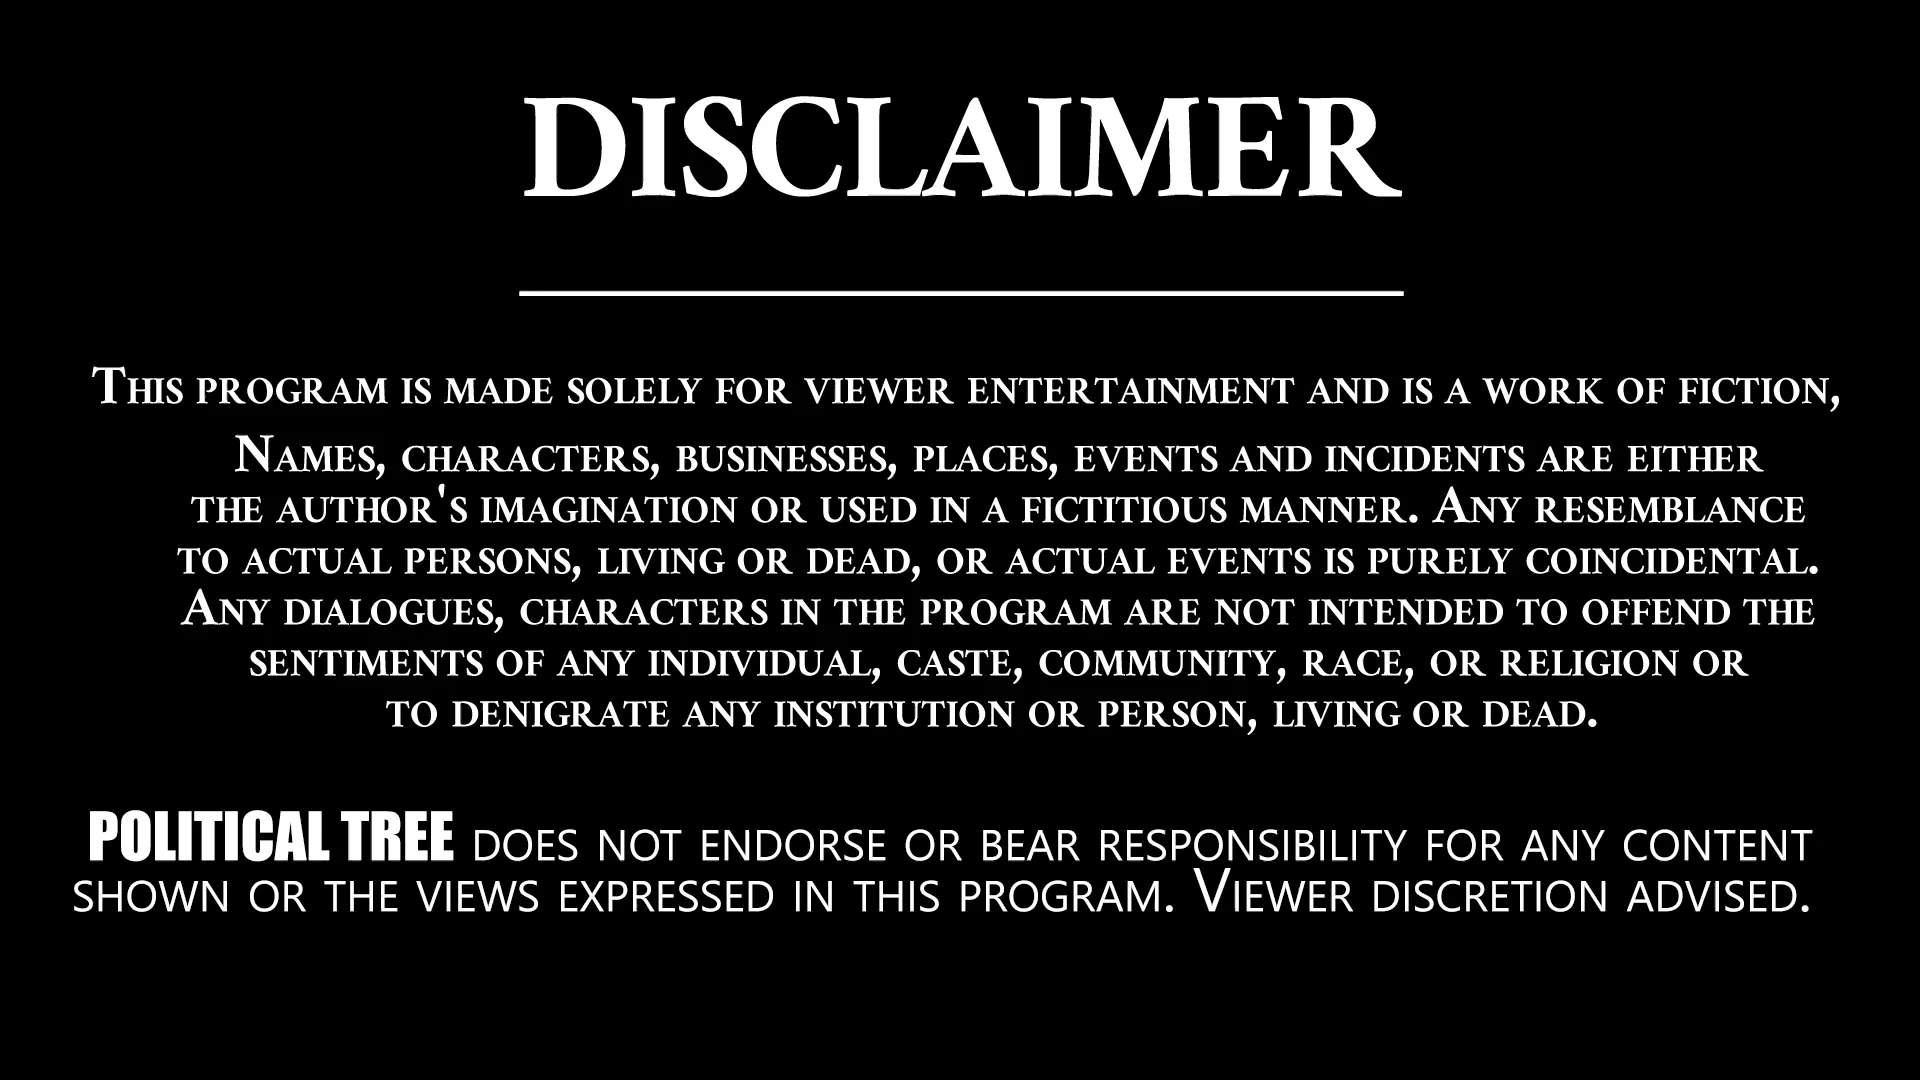 DISCLAIMER
This program is made solely for viewer entertainment and is a work of fiction,
Names, characters, businesses, places, events and incidents are either
the author's imagination or used in a fictitious manner. Any resemblance
to actual persons, living or dead, or actual events is purely coincidental.
Any dialogues, characters in the program are not intended to offend the
sentiments of any individual, caste, community, race, or religion or
to denigrate any institution or person, living or dead.
POLITICAL TREE does not endorse or bear responsibility for any content
shown or the views expressed in this program. Viewer discretion advised.